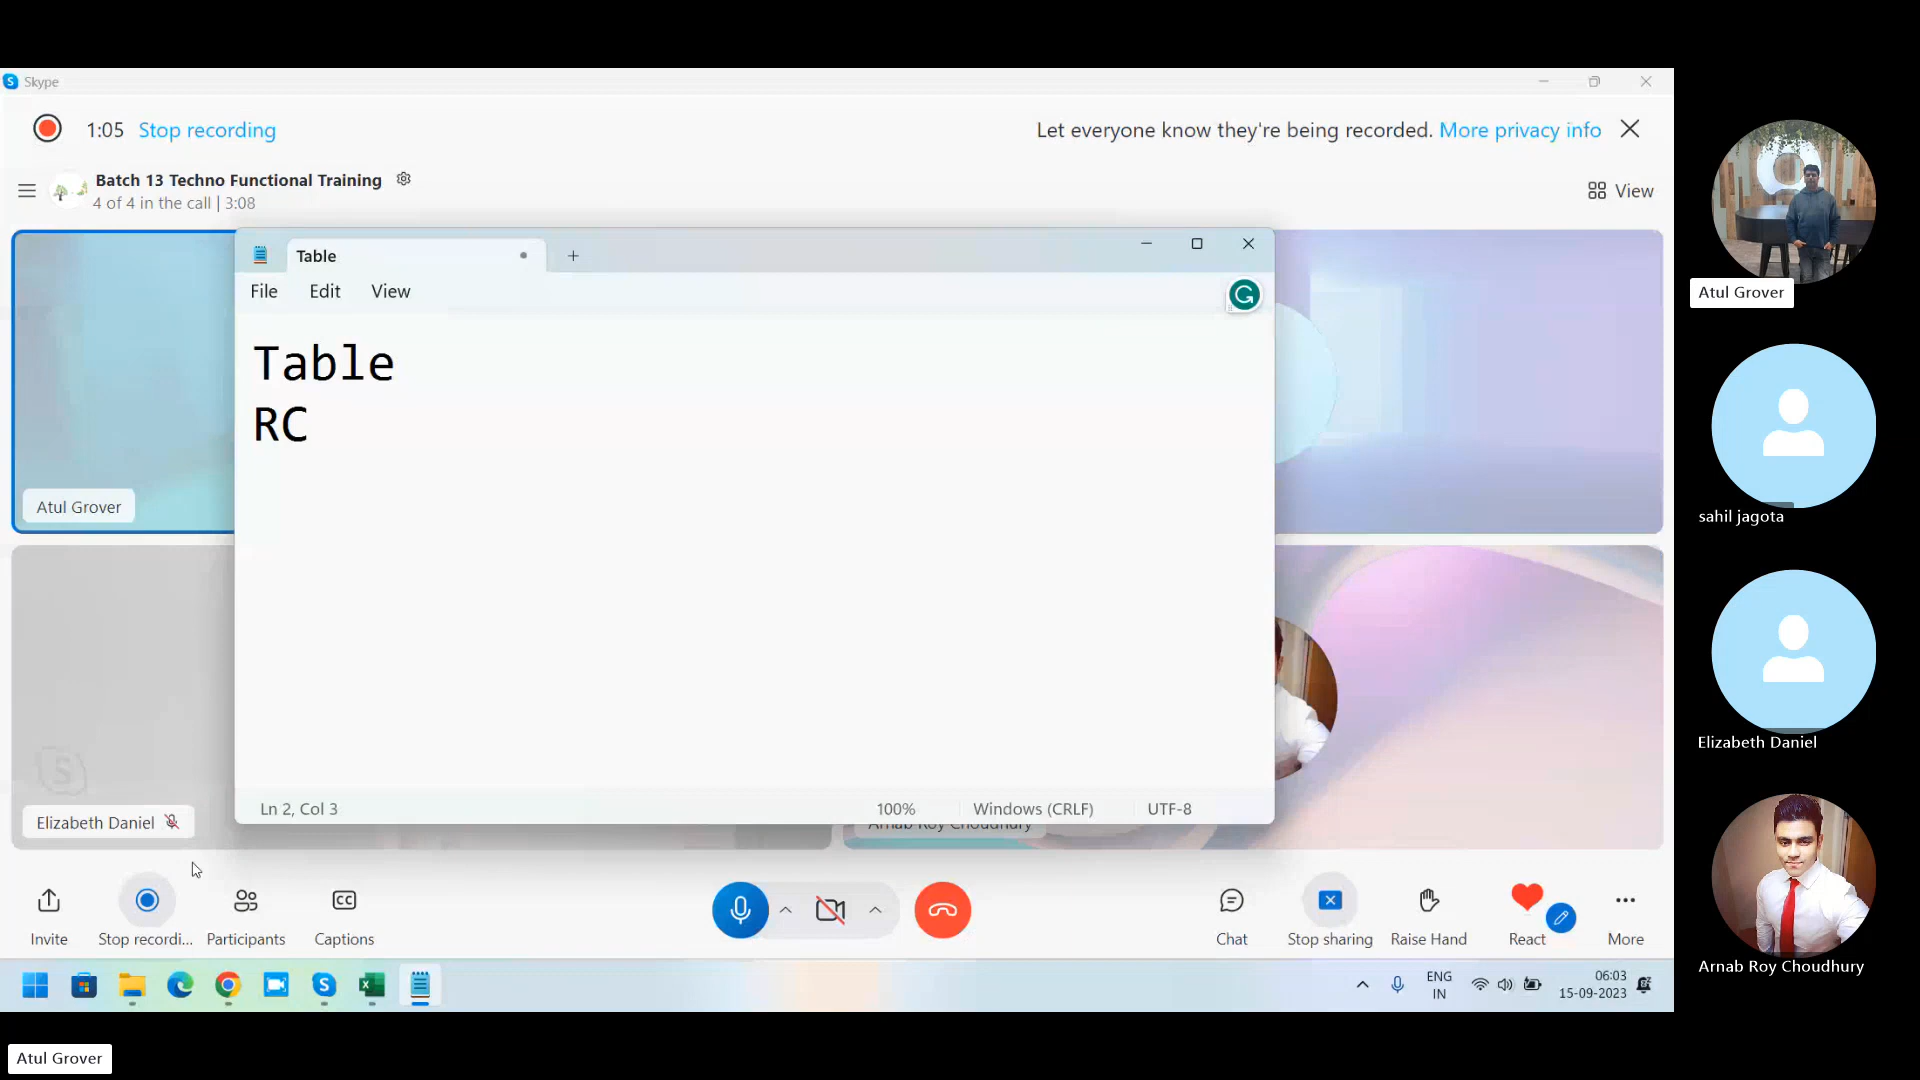 Skype
1:05 Stop recording
Let everyone know they're being recorded. More privacy info
Batch 13 Techno Functional Training
4 of 4 in the call | 3:08
View
Table
File Edit View
Table
RC
Atul Grover
Elizabeth Daniel
Arnab Roy Choudhury
Ln 2, Col 3
100%
Windows (CRLF)
UTF-8
Invite
Stop recordi...
Participants
Captions
Chat
Stop sharing
Raise Hand
React
More
ENG
IN
06:03
15-09-2023
Atul Grover
sahil jagota
Elizabeth Daniel
Arnab Roy Choudhury
Atul Grover